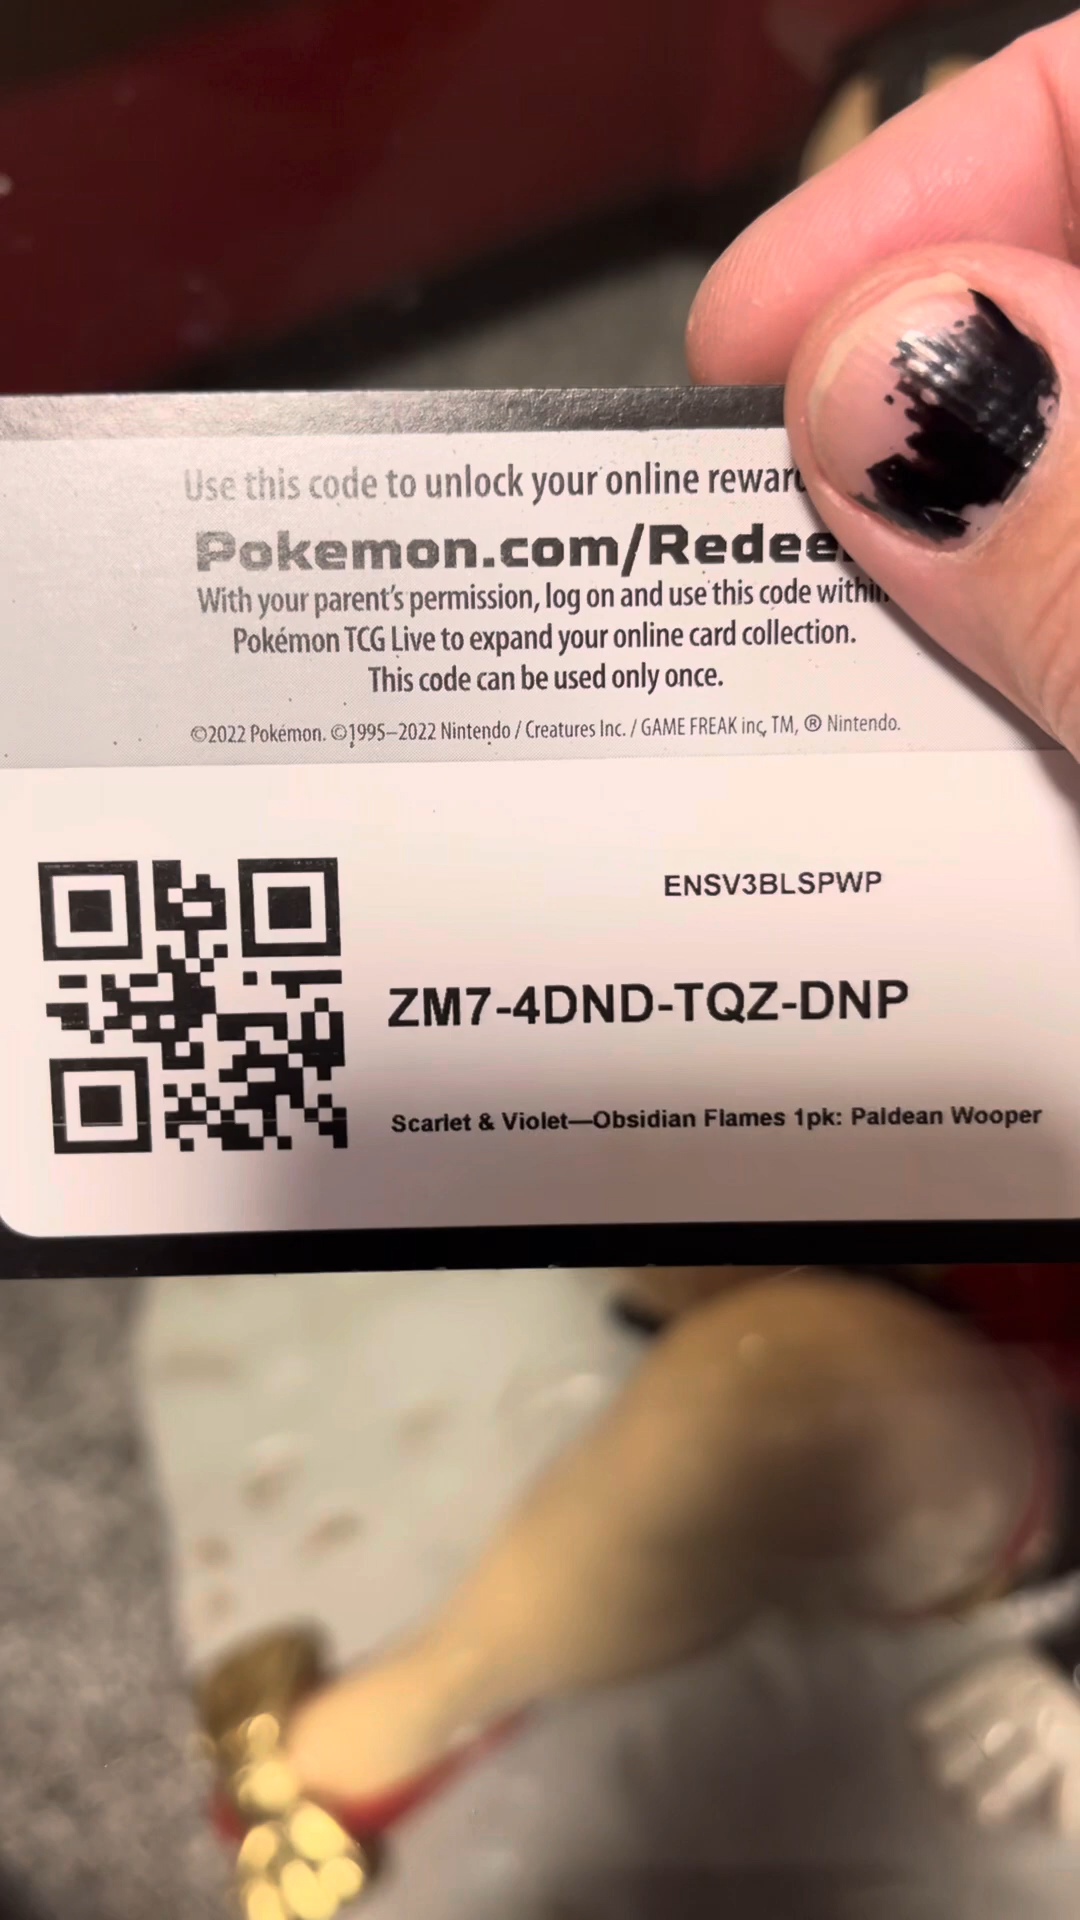 Use this code to unlock your online
Pokemon.com/
With your parent's permission, log on and use this code within
Pokémon TCG Live to expand your online card collection.
This code can be used only once.
©2022 Pokémon. ©1995–2022 Nintendo / Creatures Inc. / GAME FREAK inc. TM, ® Nintendo.
ENSV3BLSPWP
ZM7-4DND-TQZ-DNP
Scarlet & Violet—Obsidian Flames 1pk: Paldean Wooper